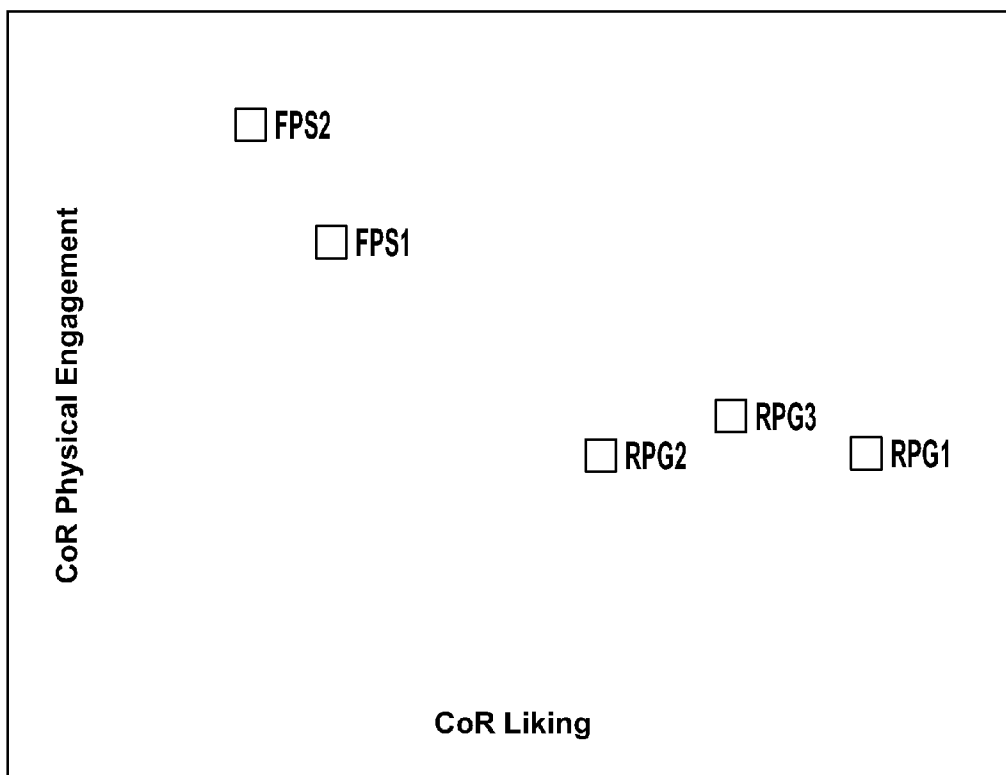 FPS2
FPS1
CoR Physical Engagement
RPG3
RPG2
RPG1
CoR Liking